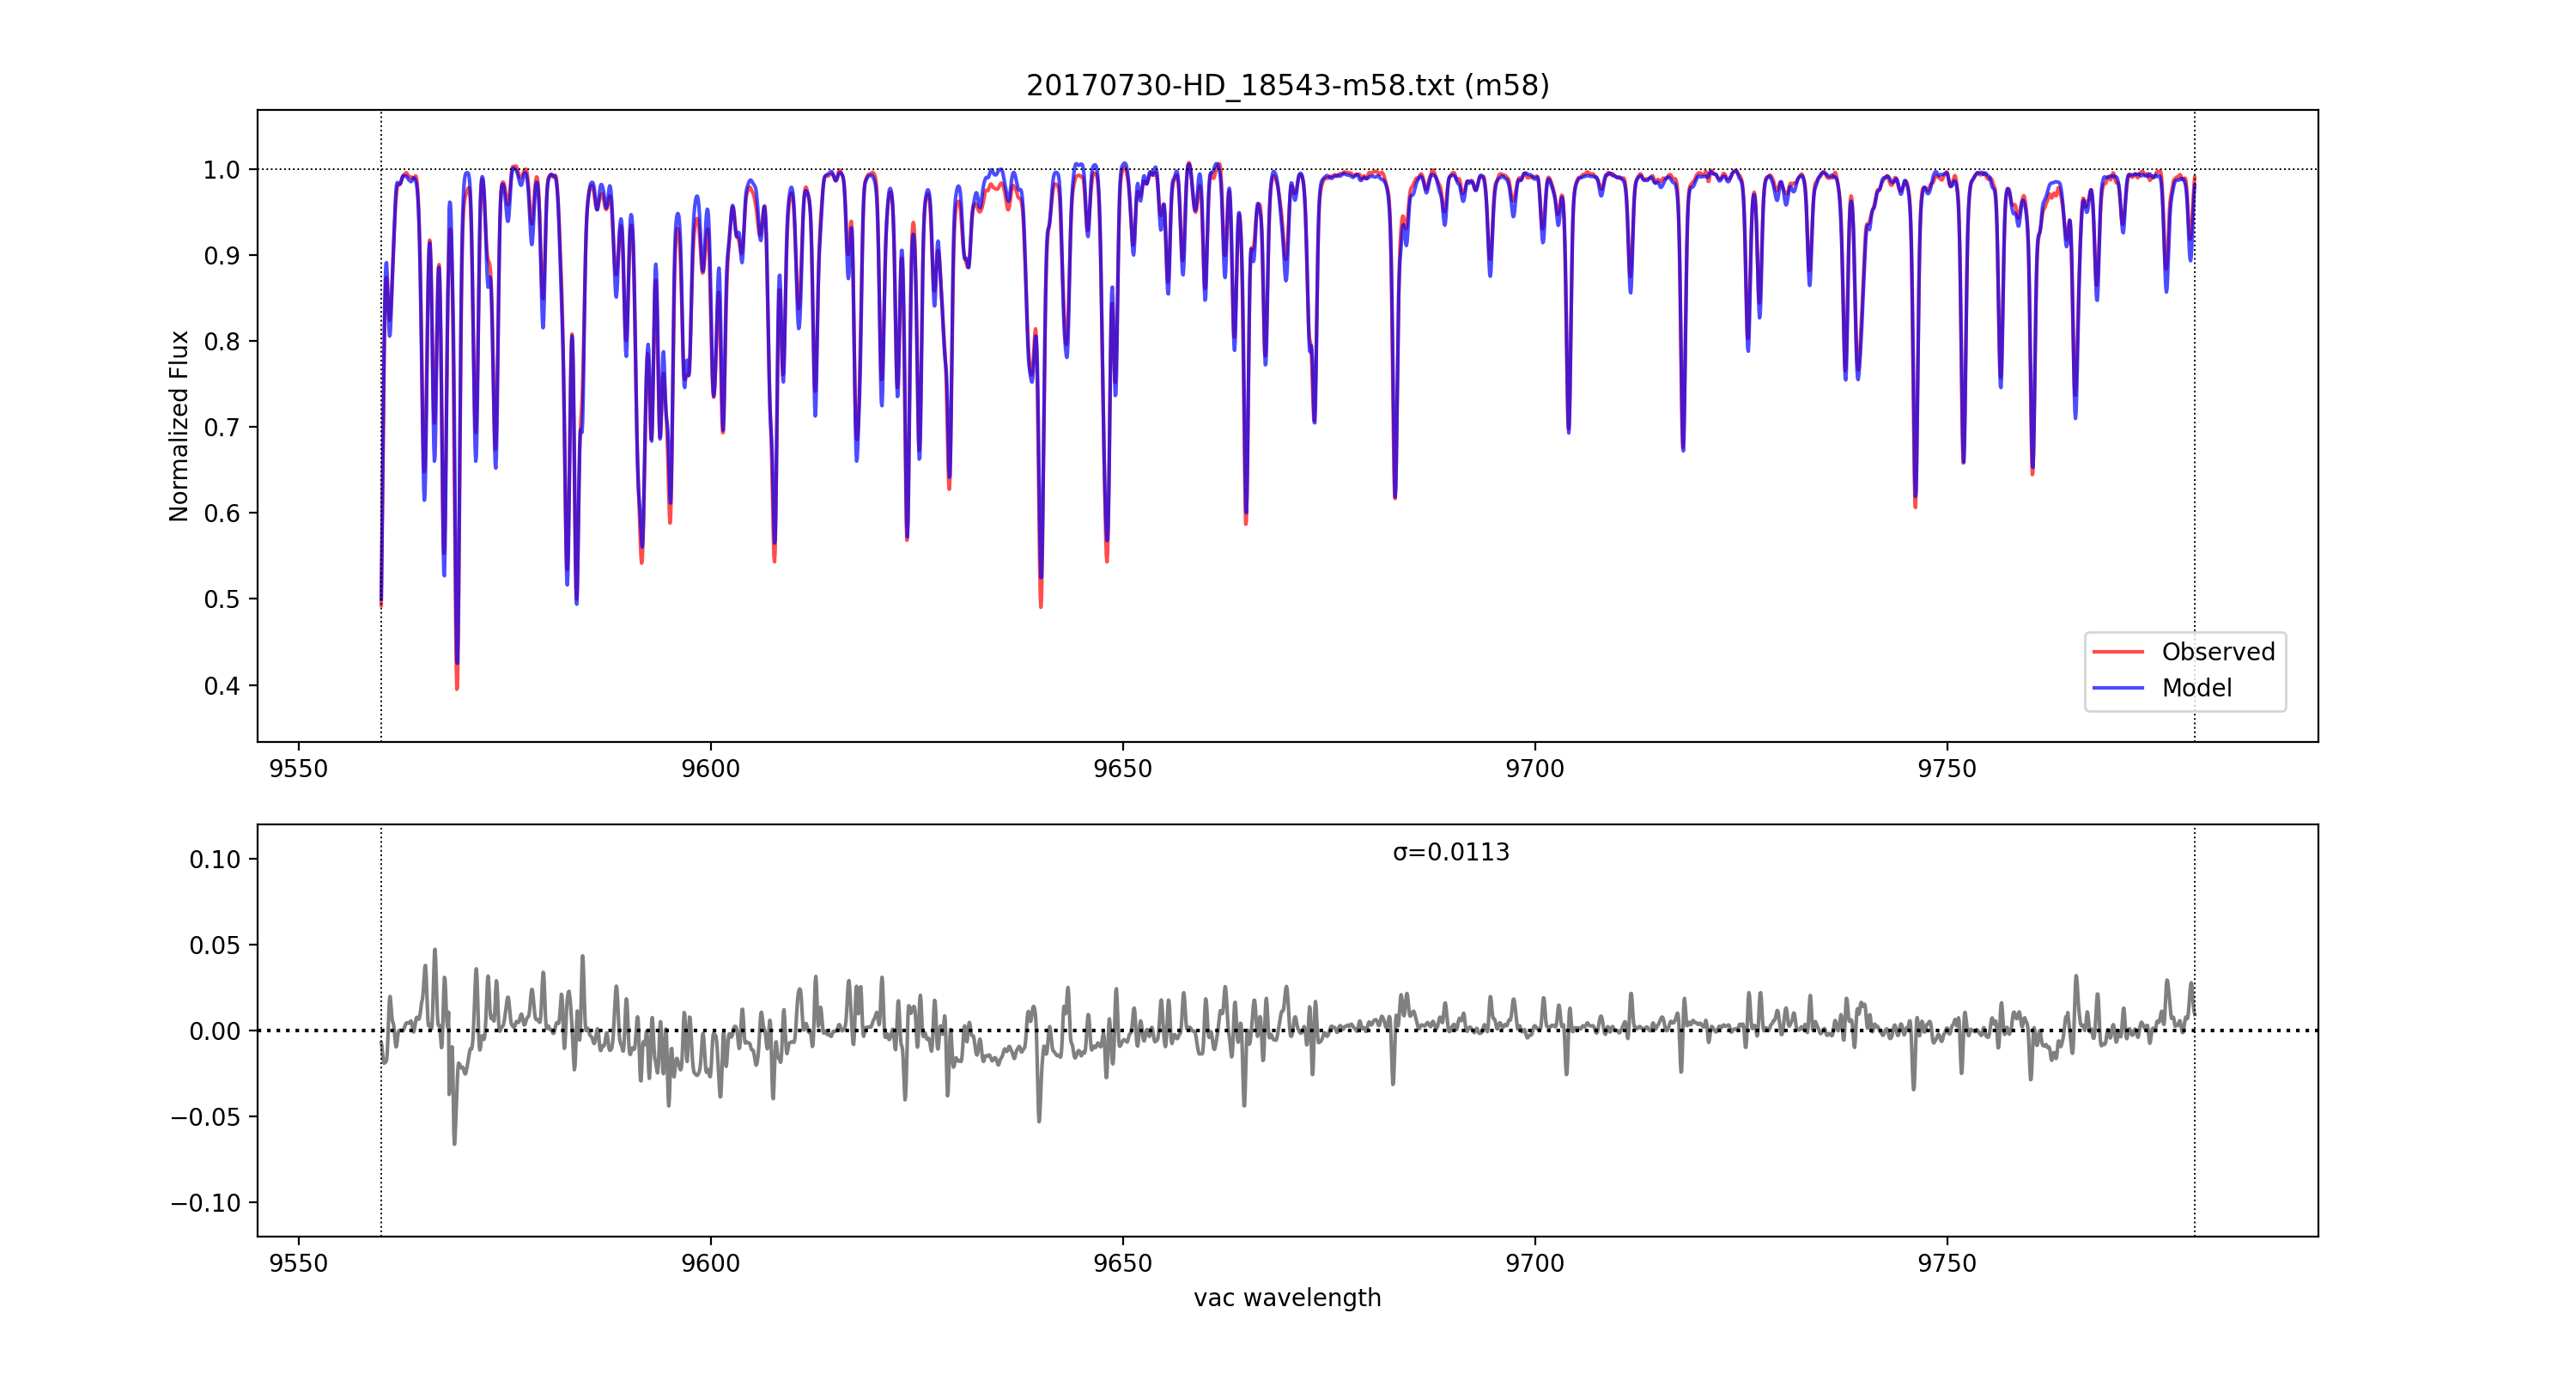 20170730-HD_18543-m58.txt (m58)
Normalized Flux
1.0
0.9
0.8
0.7
0.6
0.5
0.4
Observed
Model
9550 9600 9650 9700 9750
σ=0.0113
0.10
0.05
0.00
−0.05
−0.10
9550 9600 9650 9700 9750
vac wavelength